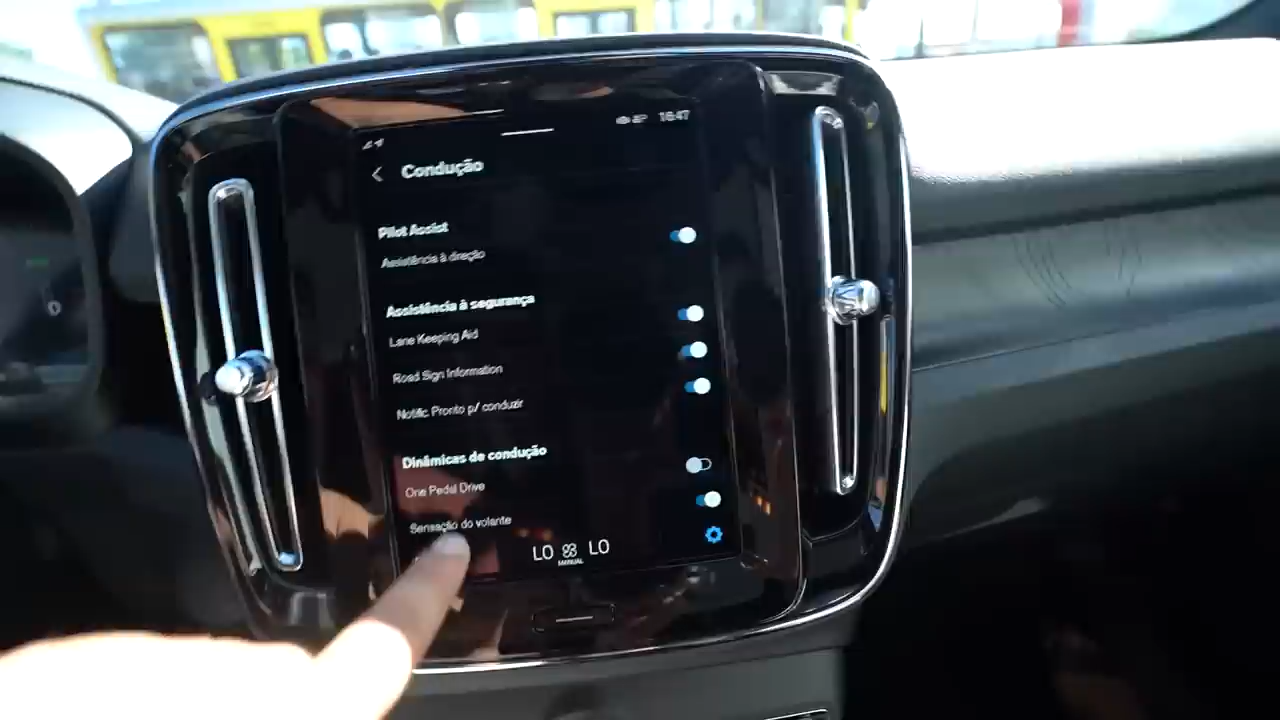 16:47
Condução
Pilot Assist
Assistência à direção
Assistência à segurança
Lane Keeping Aid
Road Sign Information
Notific Pronto p/ conduzir
Dinâmicas de condução
One Pedal Drive
Sensação do volante
LO LO
MANUAL